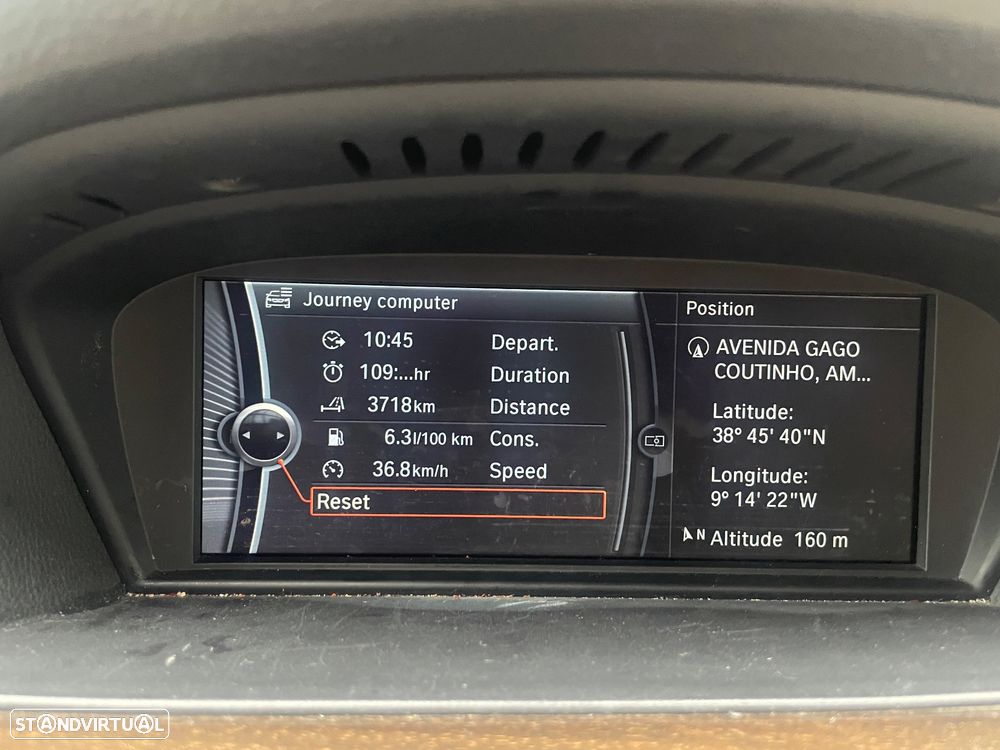 Journey computer
10:45 Depart.
109:...hr Duration
3718km Distance
6.3l/100 km Cons.
36.8km/h Speed
Reset
Position
AVENIDA GAGO
COUTINHO, AM...
Latitude:
38° 45' 40"N
Longitude:
9° 14' 22"W
N Altitude 160 m
STANDVIRTUAL